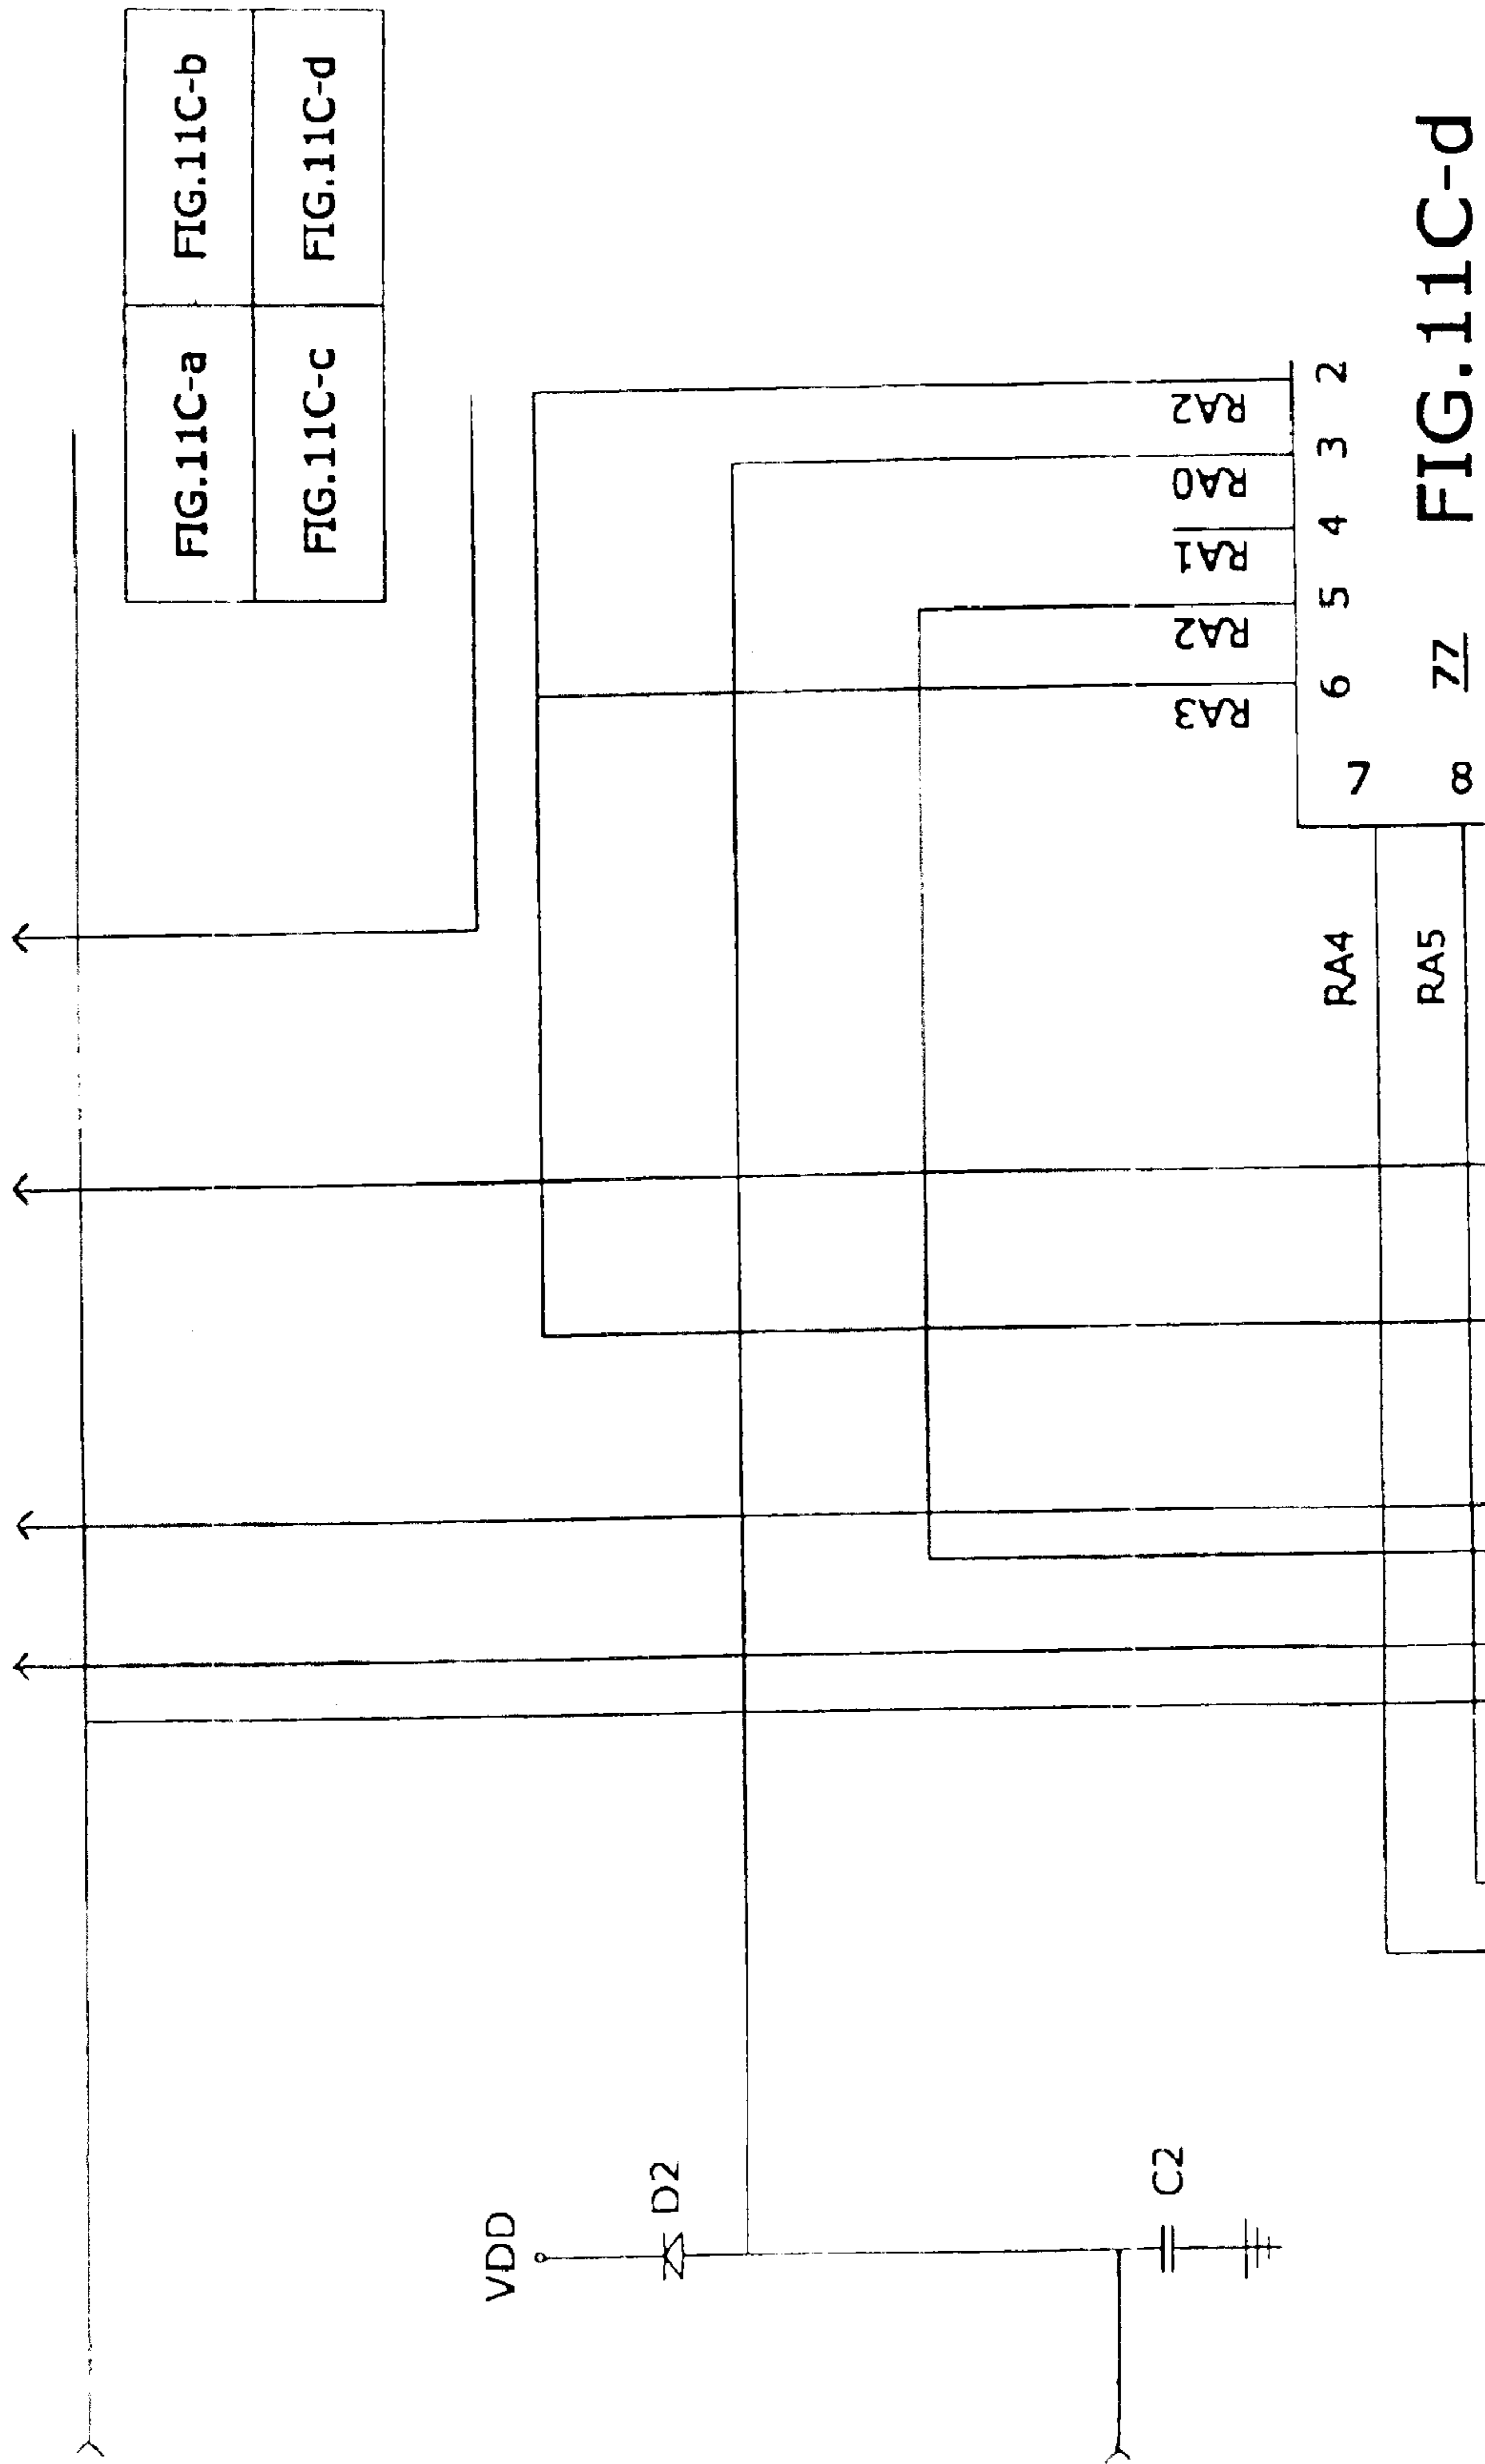 FIG.11C-a FIG.11C-b
FIG.11C-c FIG.11C-d
VDD
D2
C2
RA3 RA2 RA1 RA0 RA2
6 5 4 3 2
7
RA4
8
RA5
77
FIG.11C-d